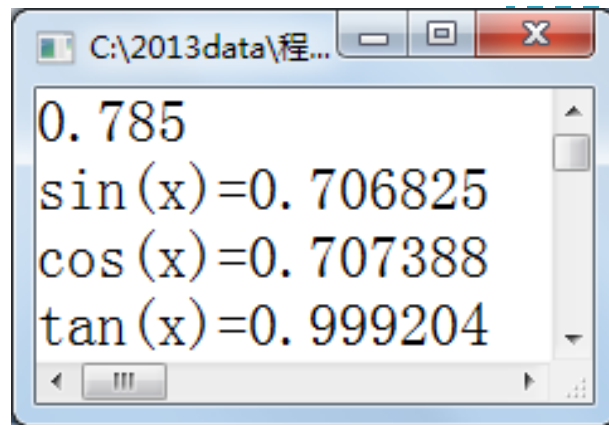 C:\2013data\程...
0.785
sin(x)=0.706825
cos(x)=0.707388
tan(x)=0.999204